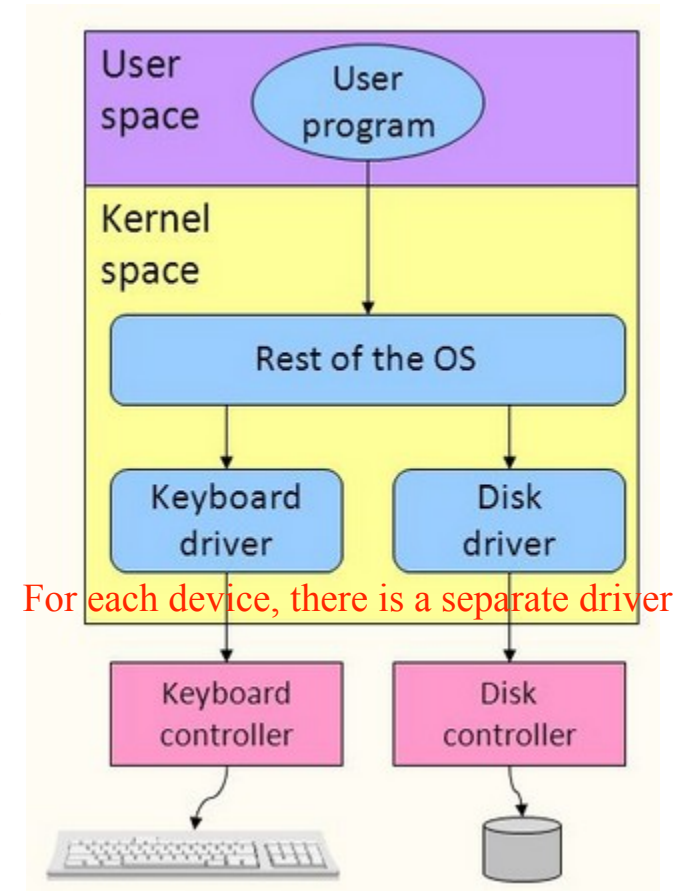 User
space
User
program
Kernel
space
Rest of the OS
Keyboard
driver
Disk
driver
For each device, there is a separate driver
Keyboard
controller
Disk
controller